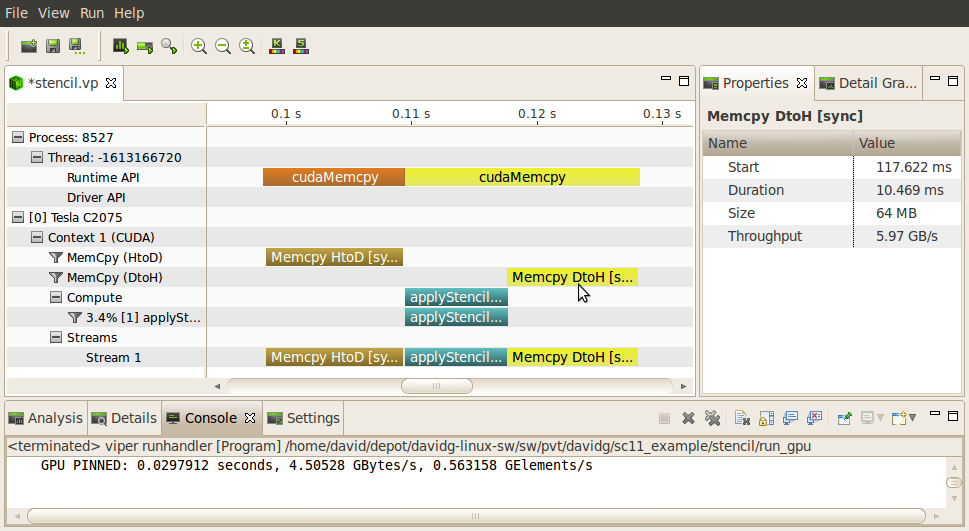 File View Run Help
K S
*stencil.vp
0.1 s 0.11 s 0.12 s 0.13 s
Process: 8527
Thread: -1613166720
Runtime API cudaMemcpy cudaMemcpy
Driver API
[0] Tesla C2075
Context 1 (CUDA)
MemCpy (HtoD) Memcpy HtoD [sy...
MemCpy (DtoH) Memcpy DtoH [s...
Compute applyStencil...
3.4% [1] applySt... applyStencil...
Streams
Stream 1 Memcpy HtoD [sy... applyStencil... Memcpy DtoH [s...
Properties Detail Gra...
Memcpy DtoH [sync]
Name Value
Start 117.622 ms
Duration 10.469 ms
Size 64 MB
Throughput 5.97 GB/s
Analysis Details Console Settings
<terminated> viper runhandler [Program] /home/david/depot/davidg-linux-sw/sw/pvt/davidg/sc11_example/stencil/run_gpu
GPU PINNED: 0.0297912 seconds, 4.50528 GBytes/s, 0.563158 GElements/s